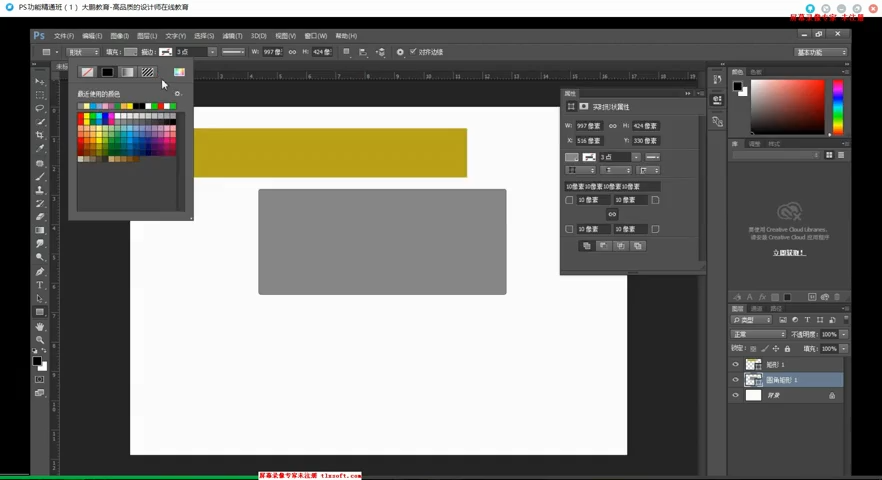 PS功能精通班（1）大鹏教育-高品质的设计师在线教育
屏幕录像专家 未注册
文件(F) 编辑(E) 图像(I) 图层(L) 文字(Y) 选择(S) 滤镜(T) 3D(D) 视图(V) 窗口(W) 帮助(H)
形状 填充: 描边: 3点 W: 997 像素 H: 424 像素 对齐边缘 基本功能
最近使用的颜色
属性
实时形状属性
W: 997 像素 H: 424 像素
X: 516 像素 Y: 330 像素
3 点
10像素10像素10像素10像素
10 像素 10 像素
10 像素 10 像素
颜色 色板
库 调整 样式
要使用 Creative Cloud Libraries,
请安装 Creative Cloud 应用程序
立即获取!
图层 通道 路径
类型
正常 不透明度: 100%
锁定: 填充: 100%
矩形 1
圆角矩形 1
背景
屏幕录像专家未注册 tlxsoft.com